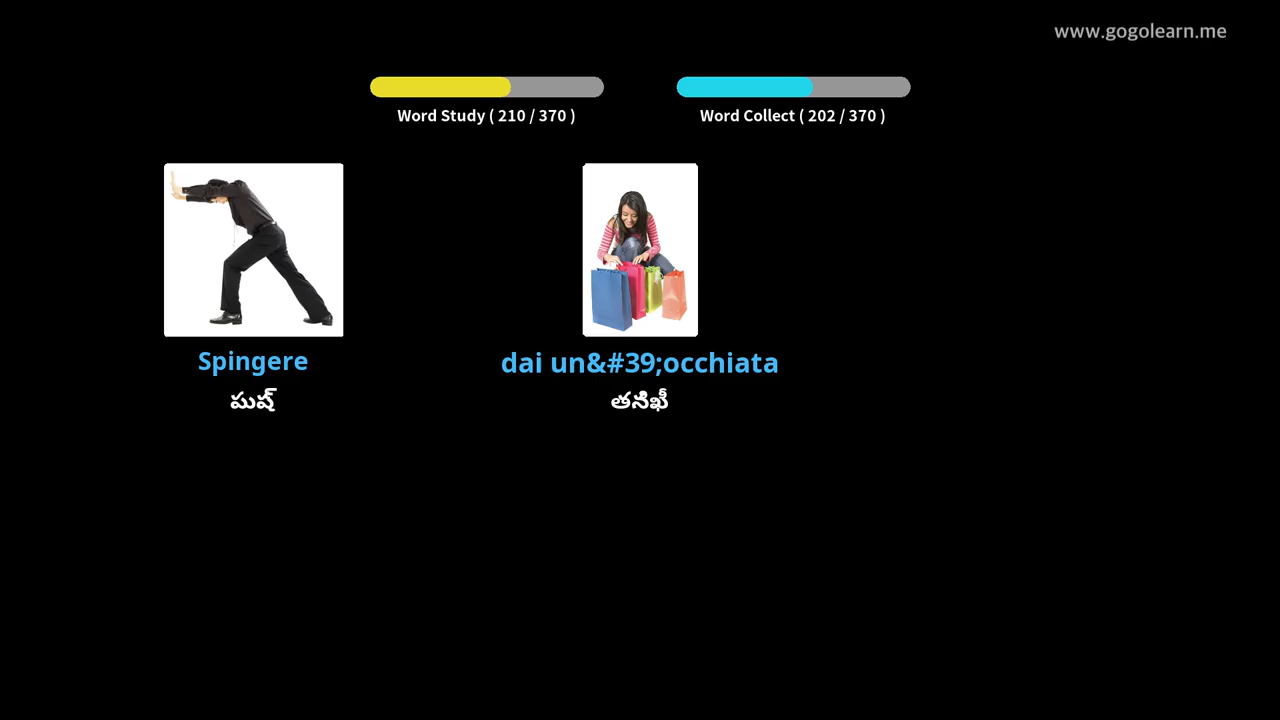 www.gogolearn.me
Word Study ( 210 / 370 )
Word Collect ( 202 / 370 )
Spingere
dai un&#39;occhiata
పుష్
తనిఖీ